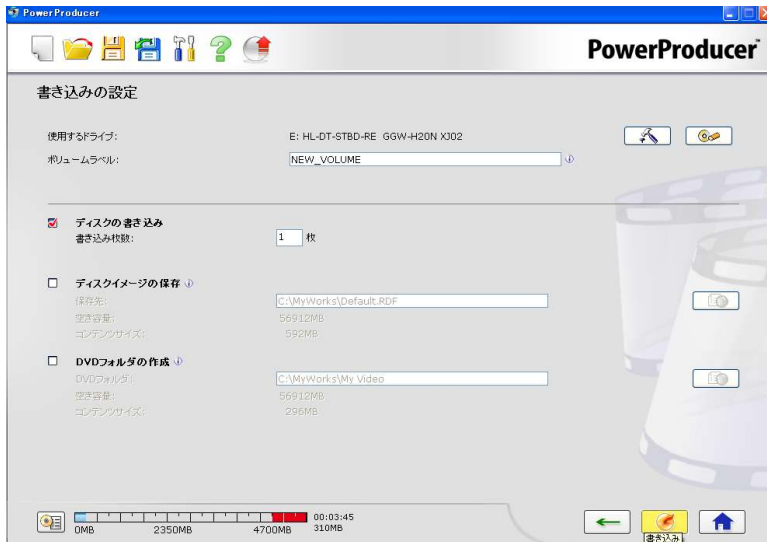 PowerProducer
PowerProducer™
書き込みの設定
使用するドライブ: E: HL-DT-STBD-RE GGW-H20N XJ02
ボリュームラベル: NEW_VOLUME
ディスクの書き込み
書き込み枚数: 1 枚
ディスクイメージの保存
保存先: C:\MyWorks\Default.RDF
空き容量: 56912MB
コンテンツサイズ: 592MB
DVDフォルダの作成
DVDフォルダ: C:\MyWorks\My Video
空き容量: 56912MB
コンテンツサイズ: 296MB
00:03:45
0MB 2350MB 4700MB 310MB
書き込み